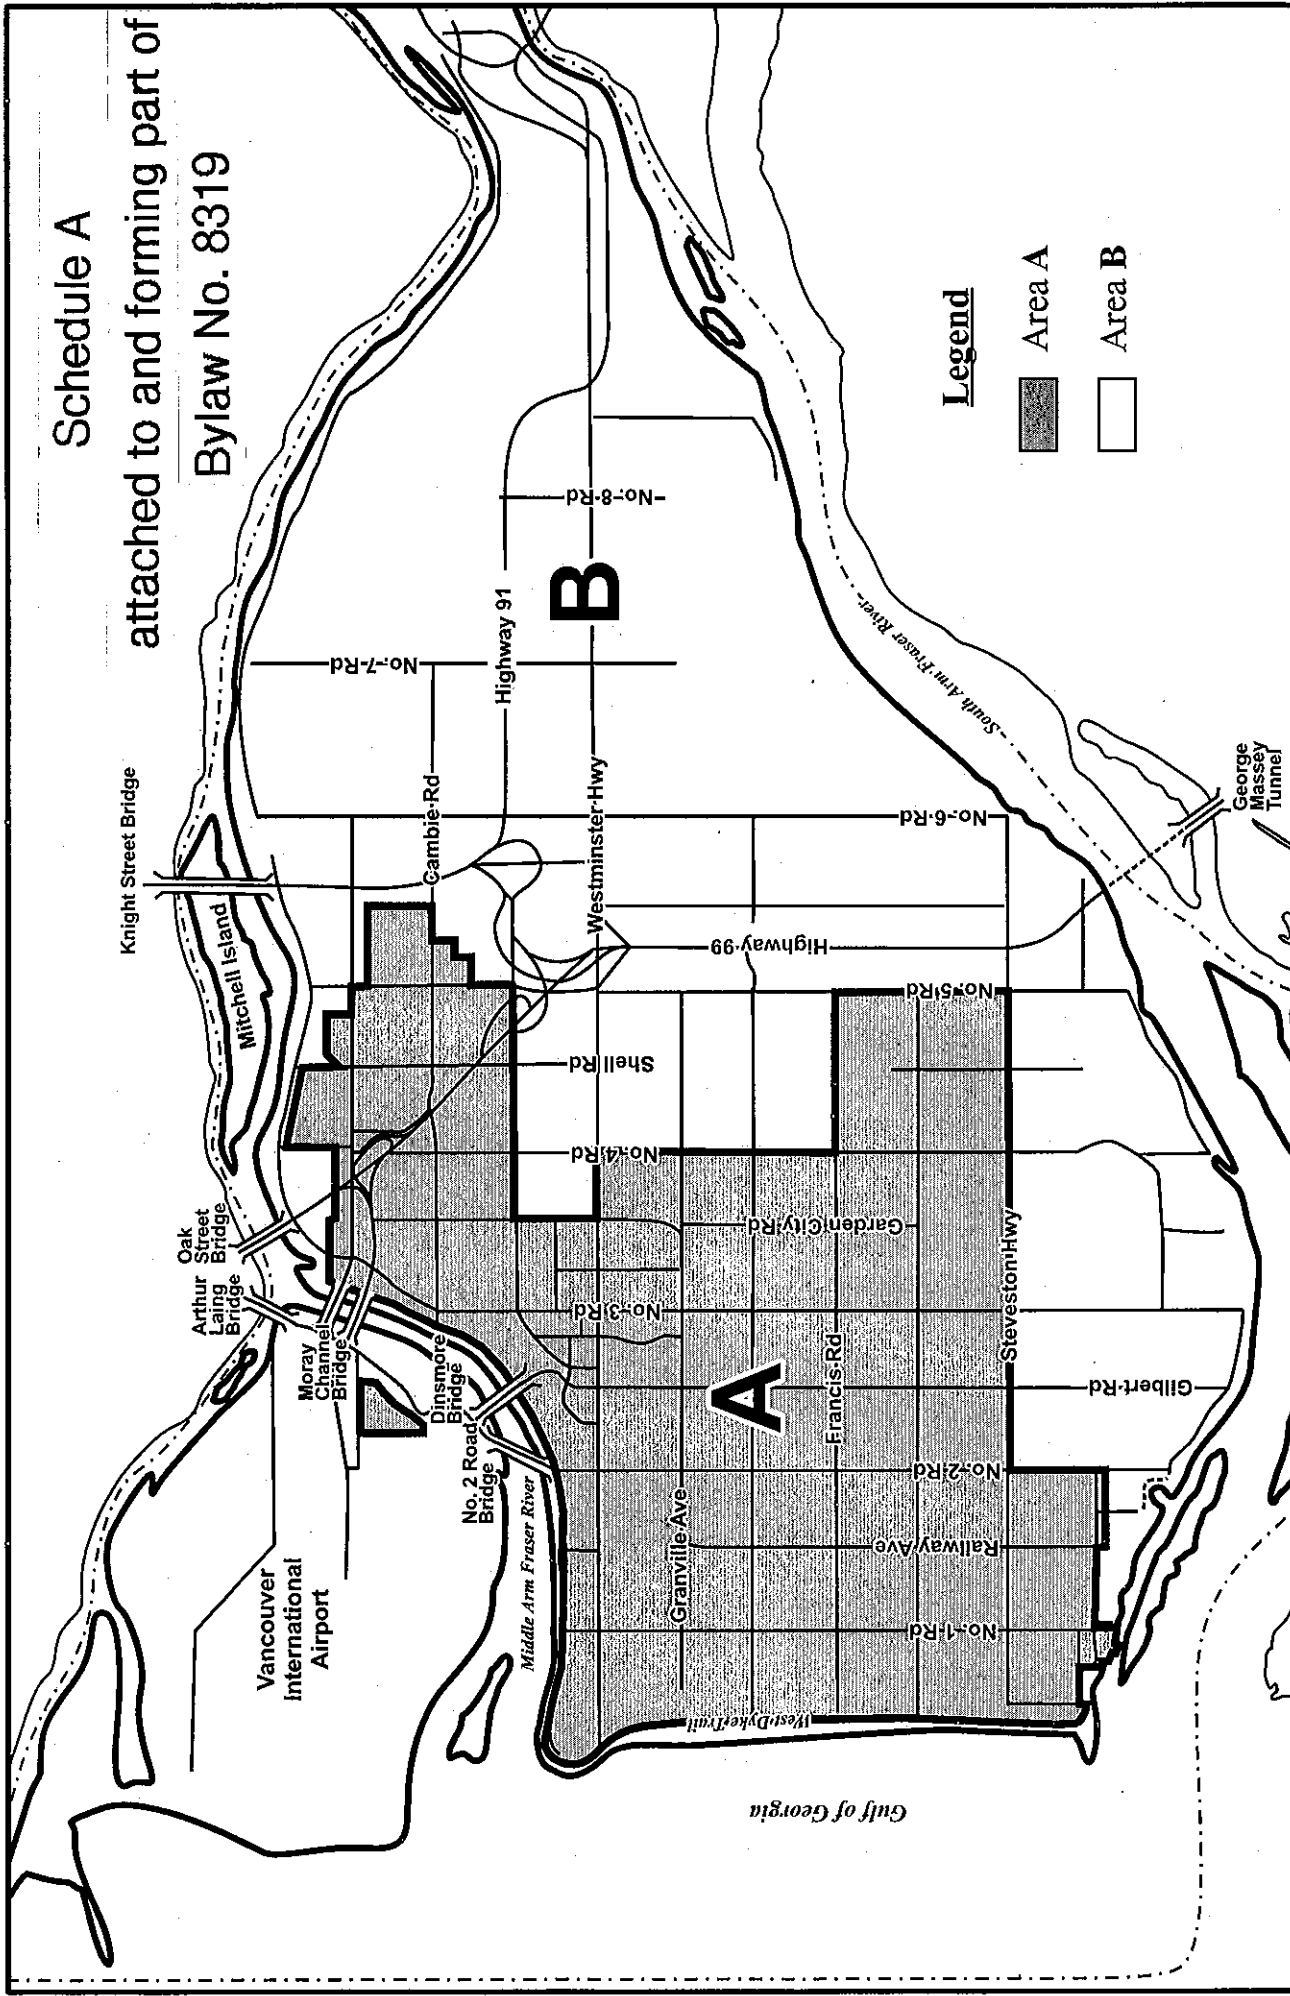 Schedule A
attached to and forming part of
Bylaw No. 8319
Knight Street Bridge
Mitchell Island
Oak
Street
Bridge
Arthur
Laing
Bridge
Moray
Channel
Bridge
Dinsmore
Bridge
No. 2 Road
Bridge
Middle Arm Fraser River
Vancouver
International
Airport
No. 7 Rd
Cambie Rd
Highway 91
No. 8 Rd
B
Westminster Hwy
No. 6 Rd
Highway 99
No. 5 Rd
Shell Rd
No. 4 Rd
Garden City Rd
No. 3 Rd
Stevenston Hwy
Francis Rd
A
Gilbert Rd
No. 2 Rd
Granville Ave
Railway Ave
No. 1 Rd
West Dyke Trail
Gulf of Georgia
South Arm Fraser River
George
Massey
Tunnel
Legend
Area A
Area B